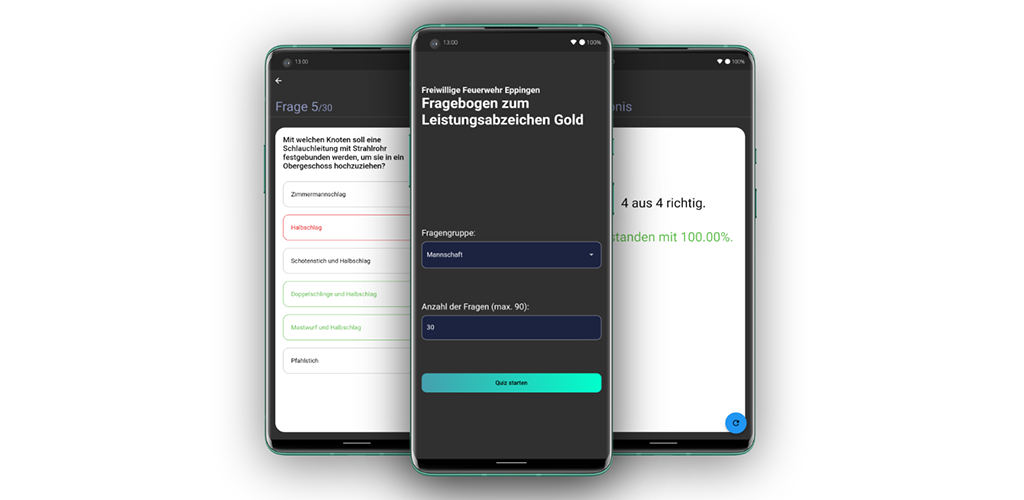 13:00
Frage 5/30
Mit welchen Knoten soll eine
Schlauchleitung mit Strahlrohr
festgebunden werden, um sie in ein
Obergeschoss hochzuziehen?
Zimmermannschlag
Halbschlag
Schotenstich und Halbschlag
Doppelschlinge und Halbschlag
Mastwurf und Halbschlag
Pfahlstich
13:00
100%
Freiwillige Feuerwehr Eppingen
Fragebogen zum
Leistungsabzeichen Gold
Fragengruppe:
Mannschaft
Anzahl der Fragen (max. 90):
30
Quiz starten
100%
nis
4 aus 4 richtig.
standen mit 100.00%.